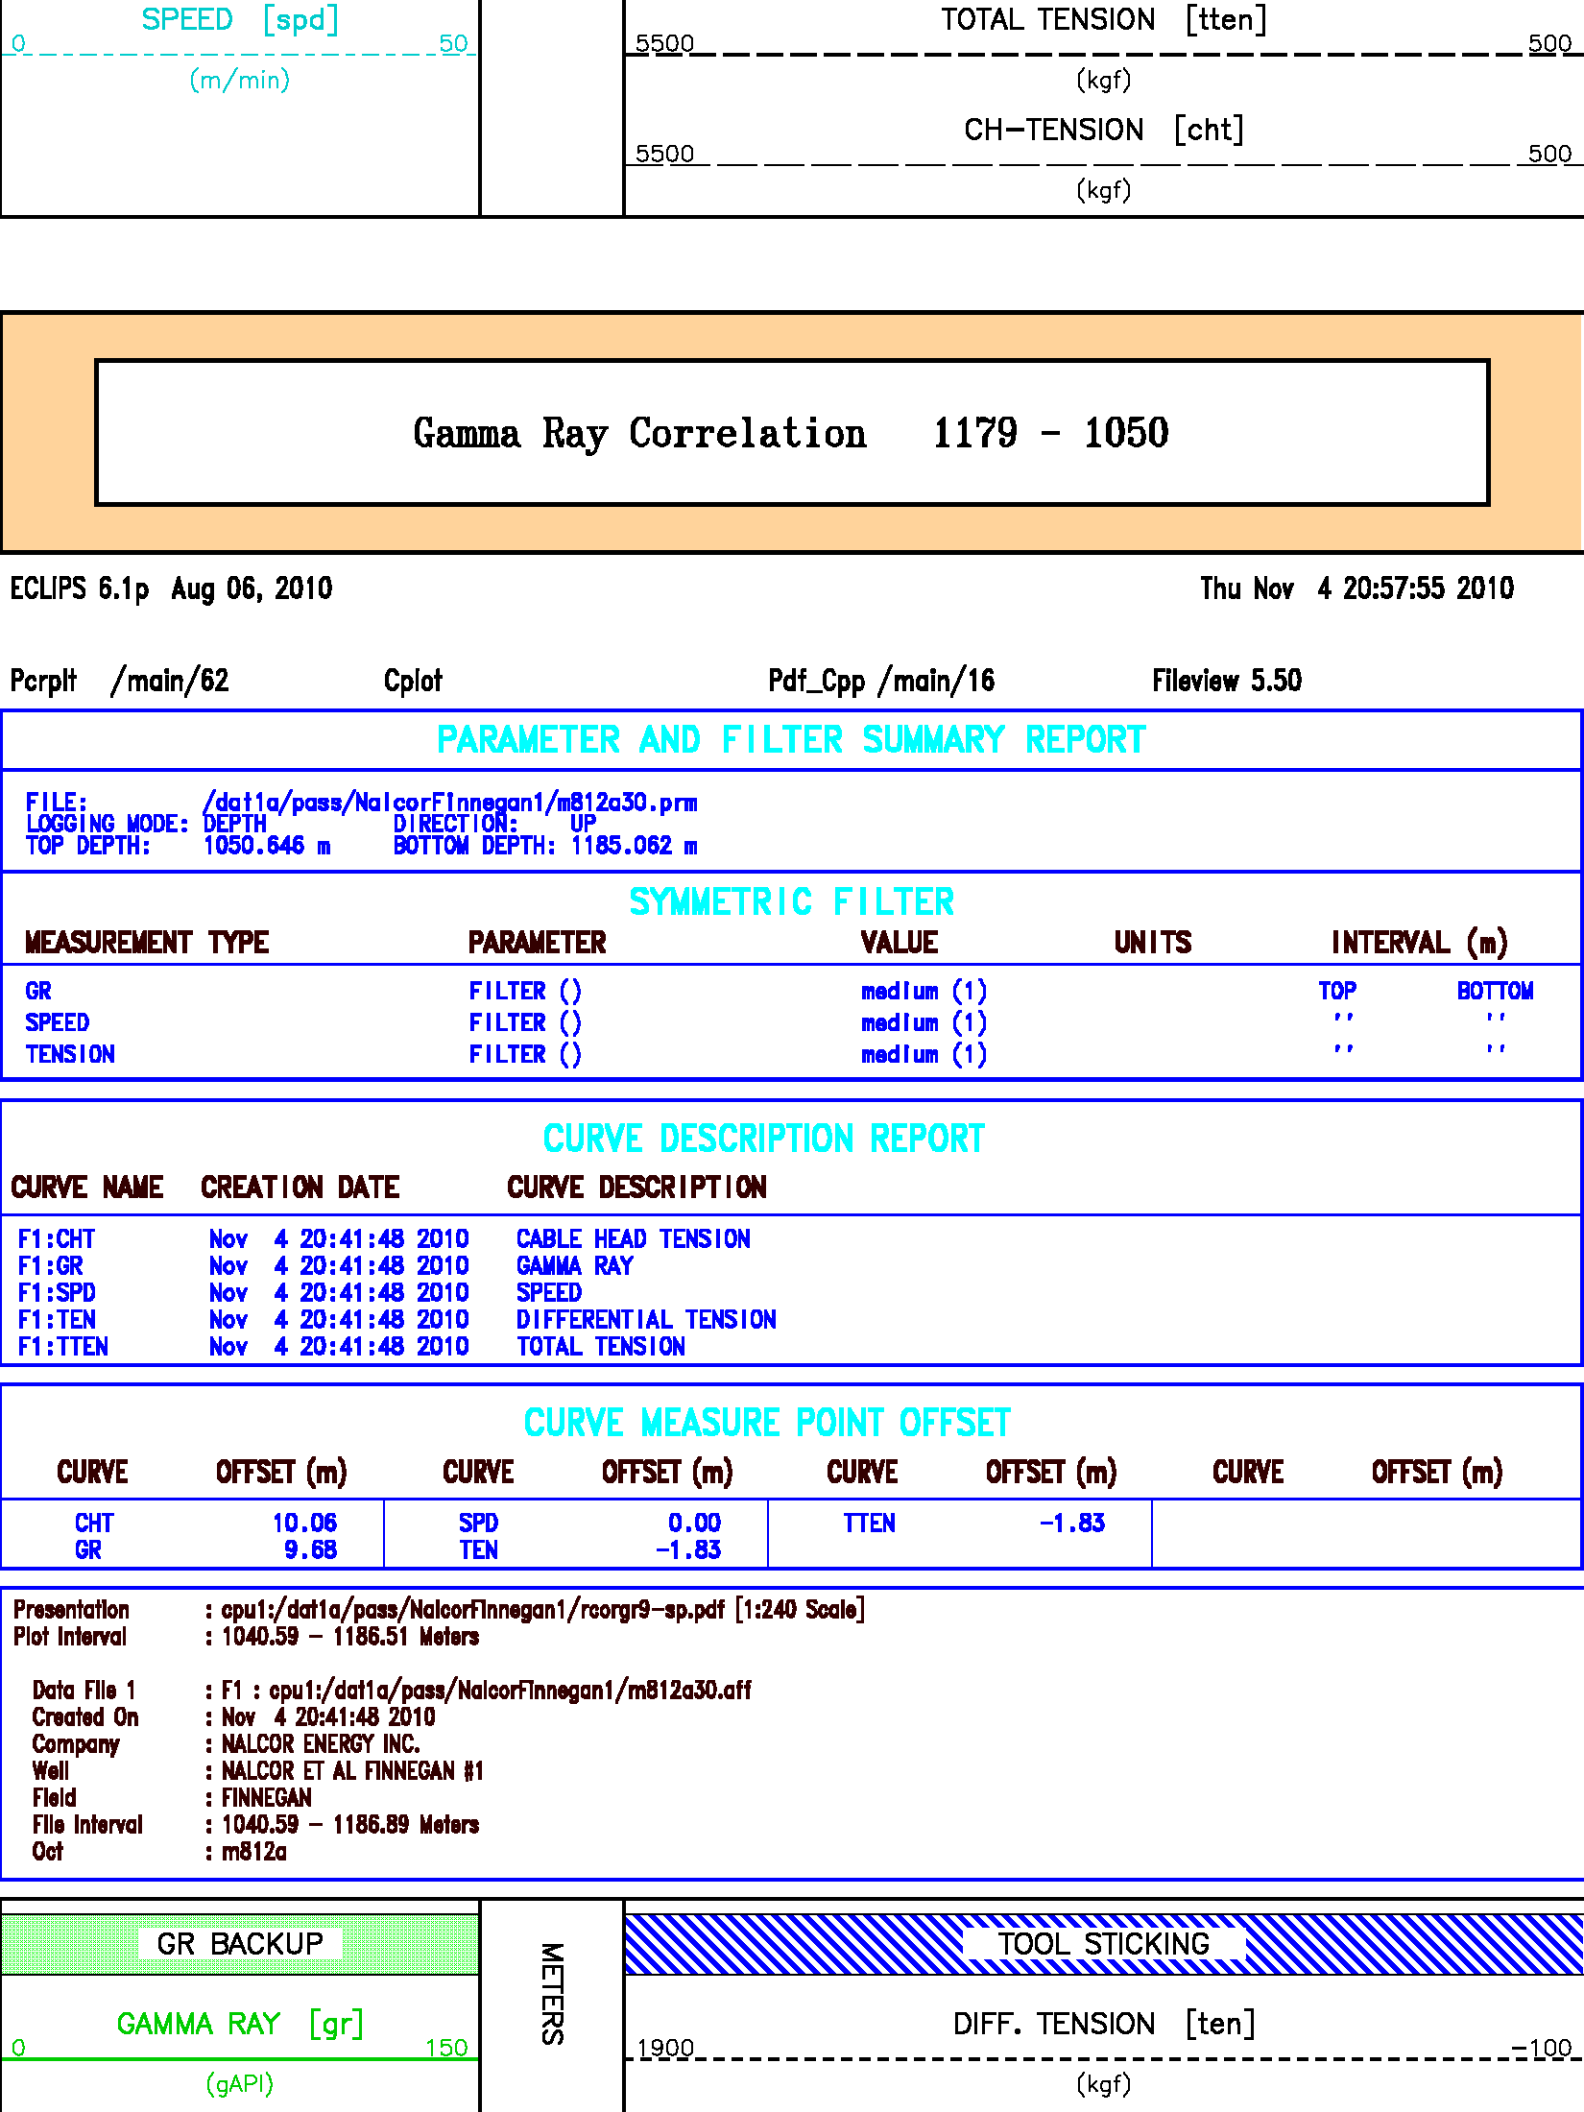 SPEED [spd]
0 50
(m/min)
TOTAL TENSION [tten]
5500 500
(kgf)
CH-TENSION [cht]
5500 500
(kgf)
Gamma Ray Correlation 1179 - 1050
ECLIPS 6.1p Aug 06, 2010 Thu Nov 4 20:57:55 2010
Pcrplt /main/62 Cplot Pdf_Cpp /main/16 Fileview 5.50
PARAMETER AND FILTER SUMMARY REPORT
FILE: /dat1a/pass/NalcorFinnegan1/m812a30.prm
LOGGING MODE: DEPTH DIRECTION: UP
TOP DEPTH: 1050.646 m BOTTOM DEPTH: 1185.062 m
SYMMETRIC FILTER
MEASUREMENT TYPE PARAMETER VALUE UNITS INTERVAL (m)
GR FILTER () medium (1) TOP BOTTOM
SPEED FILTER () medium (1) '' ''
TENSION FILTER () medium (1) '' ''
CURVE DESCRIPTION REPORT
CURVE NAME CREATION DATE CURVE DESCRIPTION
F1:CHT Nov 4 20:41:48 2010 CABLE HEAD TENSION
F1:GR Nov 4 20:41:48 2010 GAMMA RAY
F1:SPD Nov 4 20:41:48 2010 SPEED
F1:TEN Nov 4 20:41:48 2010 DIFFERENTIAL TENSION
F1:TTEN Nov 4 20:41:48 2010 TOTAL TENSION
CURVE MEASURE POINT OFFSET
CURVE OFFSET (m) CURVE OFFSET (m) CURVE OFFSET (m) CURVE OFFSET (m)
CHT 10.06 SPD 0.00 TTEN -1.83
GR 9.68 TEN -1.83
Presentation : cpu1:/dat1a/pass/NalcorFinnegan1/rcorgr9-sp.pdf [1:240 Scale]
Plot Interval : 1040.59 - 1186.51 Meters
Data File 1 : F1 : cpu1:/dat1a/pass/NalcorFinnegan1/m812a30.aff
Created On : Nov 4 20:41:48 2010
Company : NALCOR ENERGY INC.
Well : NALCOR ET AL FINNEGAN #1
Field : FINNEGAN
File Interval : 1040.59 - 1186.89 Meters
Oct : m812a
GR BACKUP
GAMMA RAY [gr]
0 150
(gAPI)
METERS
TOOL STICKING
DIFF. TENSION [ten]
1900 -100
(kgf)